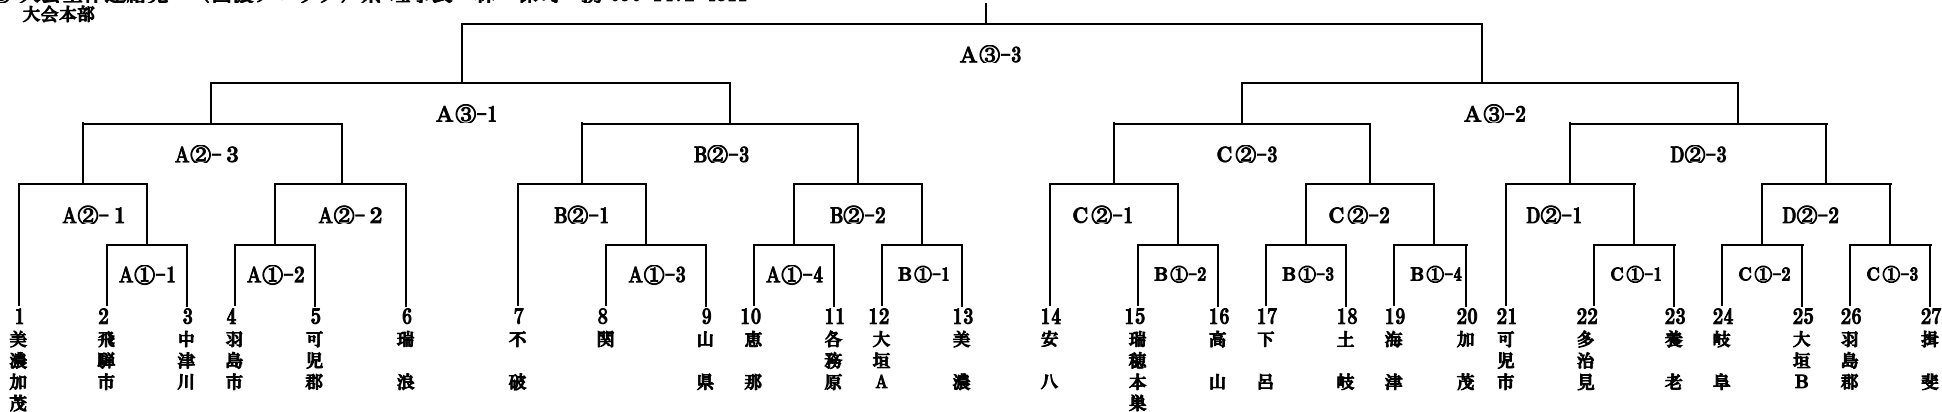 大会本部
A③-3
A③-1
A③-2
A②-3
B②-3
C②-3
D②-3
A②-1
A②-2
B②-1
B②-2
C②-1
C②-2
D②-1
D②-2
A①-1
A①-2
A①-3
A①-4
B①-1
B①-2
B①-3
B①-4
C①-1
C①-2
C①-3
1 美濃加茂
2 飛騨市
3 中津川
4 羽島市
5 可児郡
6 瑞浪
7 不破
8 関
9 山県
10 恵那
11 各務原
12 大垣A
13 美濃
14 安八
15 瑞穂本巣
16 高山
17 下呂
18 土岐
19 海津
20 加茂
21 可児市
22 多治見
23 養老
24 岐阜
25 大垣B
26 羽島郡
27 揖斐